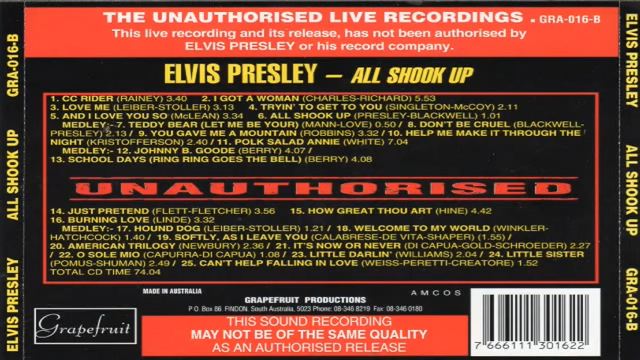 THE UNAUTHORISED LIVE RECORDINGS . GRA-016-B
This live recording and its release, has not been authorised by
ELVIS PRESLEY or his record company.
ELVIS PRESLEY – ALL SHOOK UP
1. CC RIDER (RAINEY) 3.40 2. I GOT A WOMAN (CHARLES-RICHARD) 5.53
3. LOVE ME (LEIBER-STOLLER) 3.13 4. TRYIN' TO GET TO YOU (SINGLETON-McCOY) 2.11
5. AND I LOVE YOU SO (McLEAN) 3.34 6. ALL SHOOK UP (PRESLEY-BLACKWELL) 1.01
MEDLEY:- 7. TEDDY BEAR (LET ME BE YOUR) (MANN-LOVE) 0.50 / 8. DON'T BE CRUEL (BLACKWELL-
PRESLEY) 2.13 / 9. YOU GAVE ME A MOUNTAIN (ROBBINS) 3.32 / 10. HELP ME MAKE IT THROUGH THE
NIGHT (KRISTOFFERSON) 2.40 / 11. POLK SALAD ANNIE (WHITE) 7.04
MEDLEY:- 12. JOHNNY B. GOODE (BERRY) 4.07 /
13. SCHOOL DAYS (RING RING GOES THE BELL) (BERRY) 4.08
UNAUTHORISED
14. JUST PRETEND (FLETT-FLETCHER) 3.56 15. HOW GREAT THOU ART (HINE) 4.42
16. BURNING LOVE (LINDE) 3.32
MEDLEY:- 17. HOUND DOG (LEIBER-STOLLER) 1.21 / 18. WELCOME TO MY WORLD (WINKLER-
HATCHCOCK) 1.40 / 19. SOFTLY, AS I LEAVE YOU (CALABRESE-DE VITA-SHAPER) (1.55) /
20. AMERICAN TRILOGY (NEWBURY) 2.36 / 21. IT'S NOW OR NEVER (DI CAPUA-GOLD-SCHROEDER) 2.27
/ 22. O SOLE MIO (CAPURRA-DI CAPUA) 1.08 / 23. LITTLE DARLIN' (WILLIAMS) 2.04 / 24. LITTLE SISTER
(POMUS-SHUMAN) 2.49 / 25. CAN'T HELP FALLING IN LOVE (WEISS-PERETTI-CREATORE) 1.52
TOTAL CD TIME 74.04
MADE IN AUSTRALIA
AMCOS
GRAPEFRUIT PRODUCTIONS
P O Box 86. FINDON, South Australia, 5023 Phone: 08-346 8219 Fax: 08-346 0180
Grapefruit
THIS SOUND RECORDING
MAY NOT BE OF THE SAME QUALITY
AS AN AUTHORISED RELEASE
7 666111 301622
ELVIS PRESLEY ALL SHOOK UP GRA-016-B
ELVIS PRESLEY ALL SHOOK UP GRA-016-B